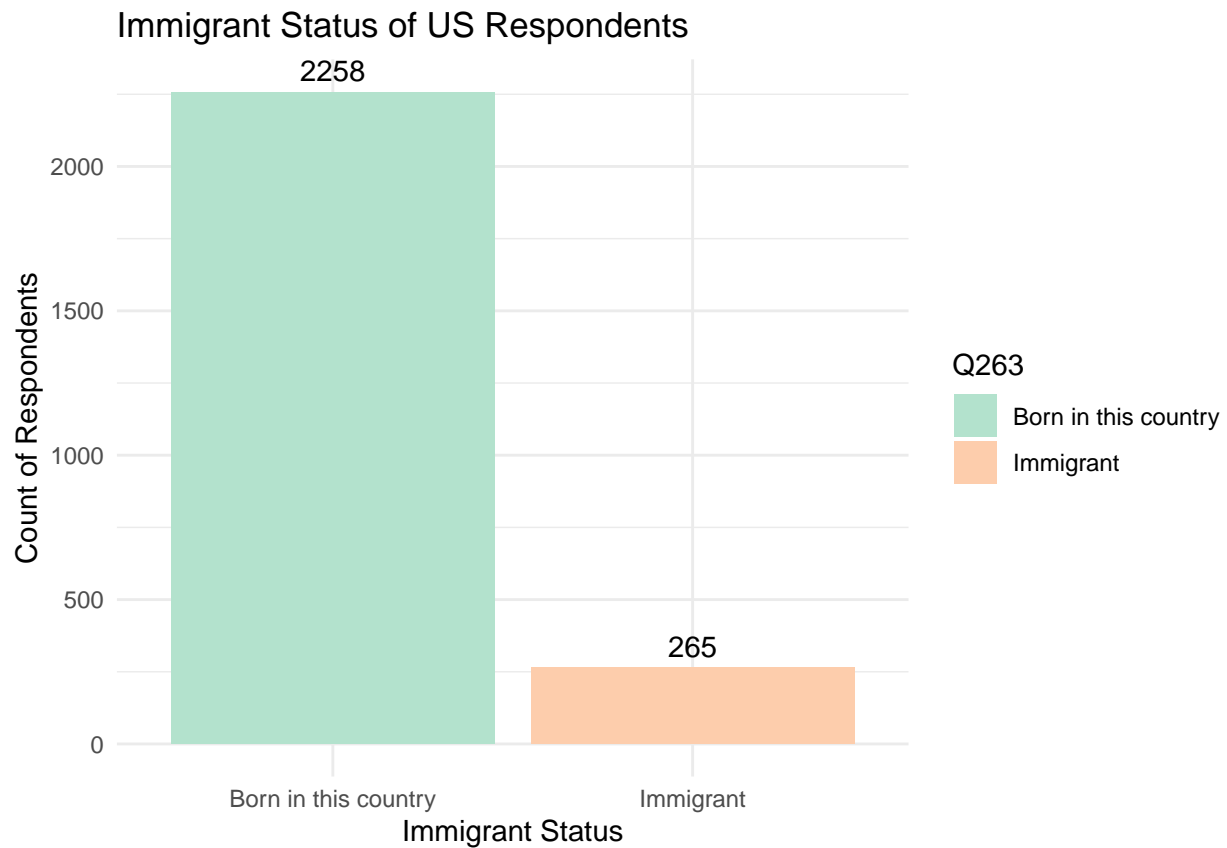 Immigrant Status of US Respondents
2258
2000
1500
1000
500
0
Count of Respondents
265
Born in this country
Immigrant
Immigrant Status
Q263
Born in this country
Immigrant